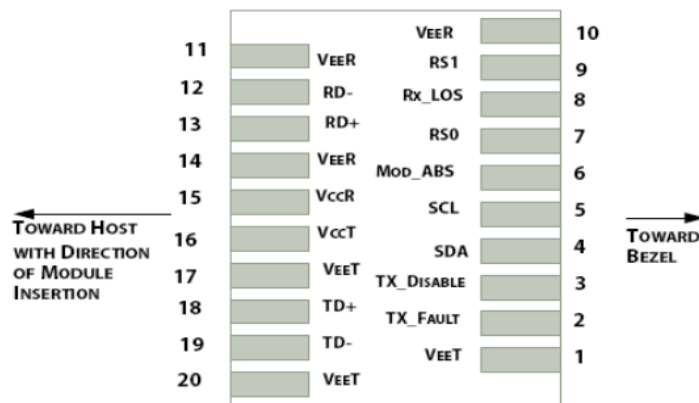 11 VEER
12 RD-
13 RD+
14 VEER
15 VCCR
16 VCCT
17 VEET
18 TD+
19 TD-
20 VEET
VEER 10
RS1 9
RX_LOS 8
RS0 7
MOD_ABS 6
SCL 5
SDA 4
TX_DISABLE 3
TX_FAULT 2
VEET 1
TOWARD HOST
WITH DIRECTION
OF MODULE
INSERTION
TOWARD
BEZEL